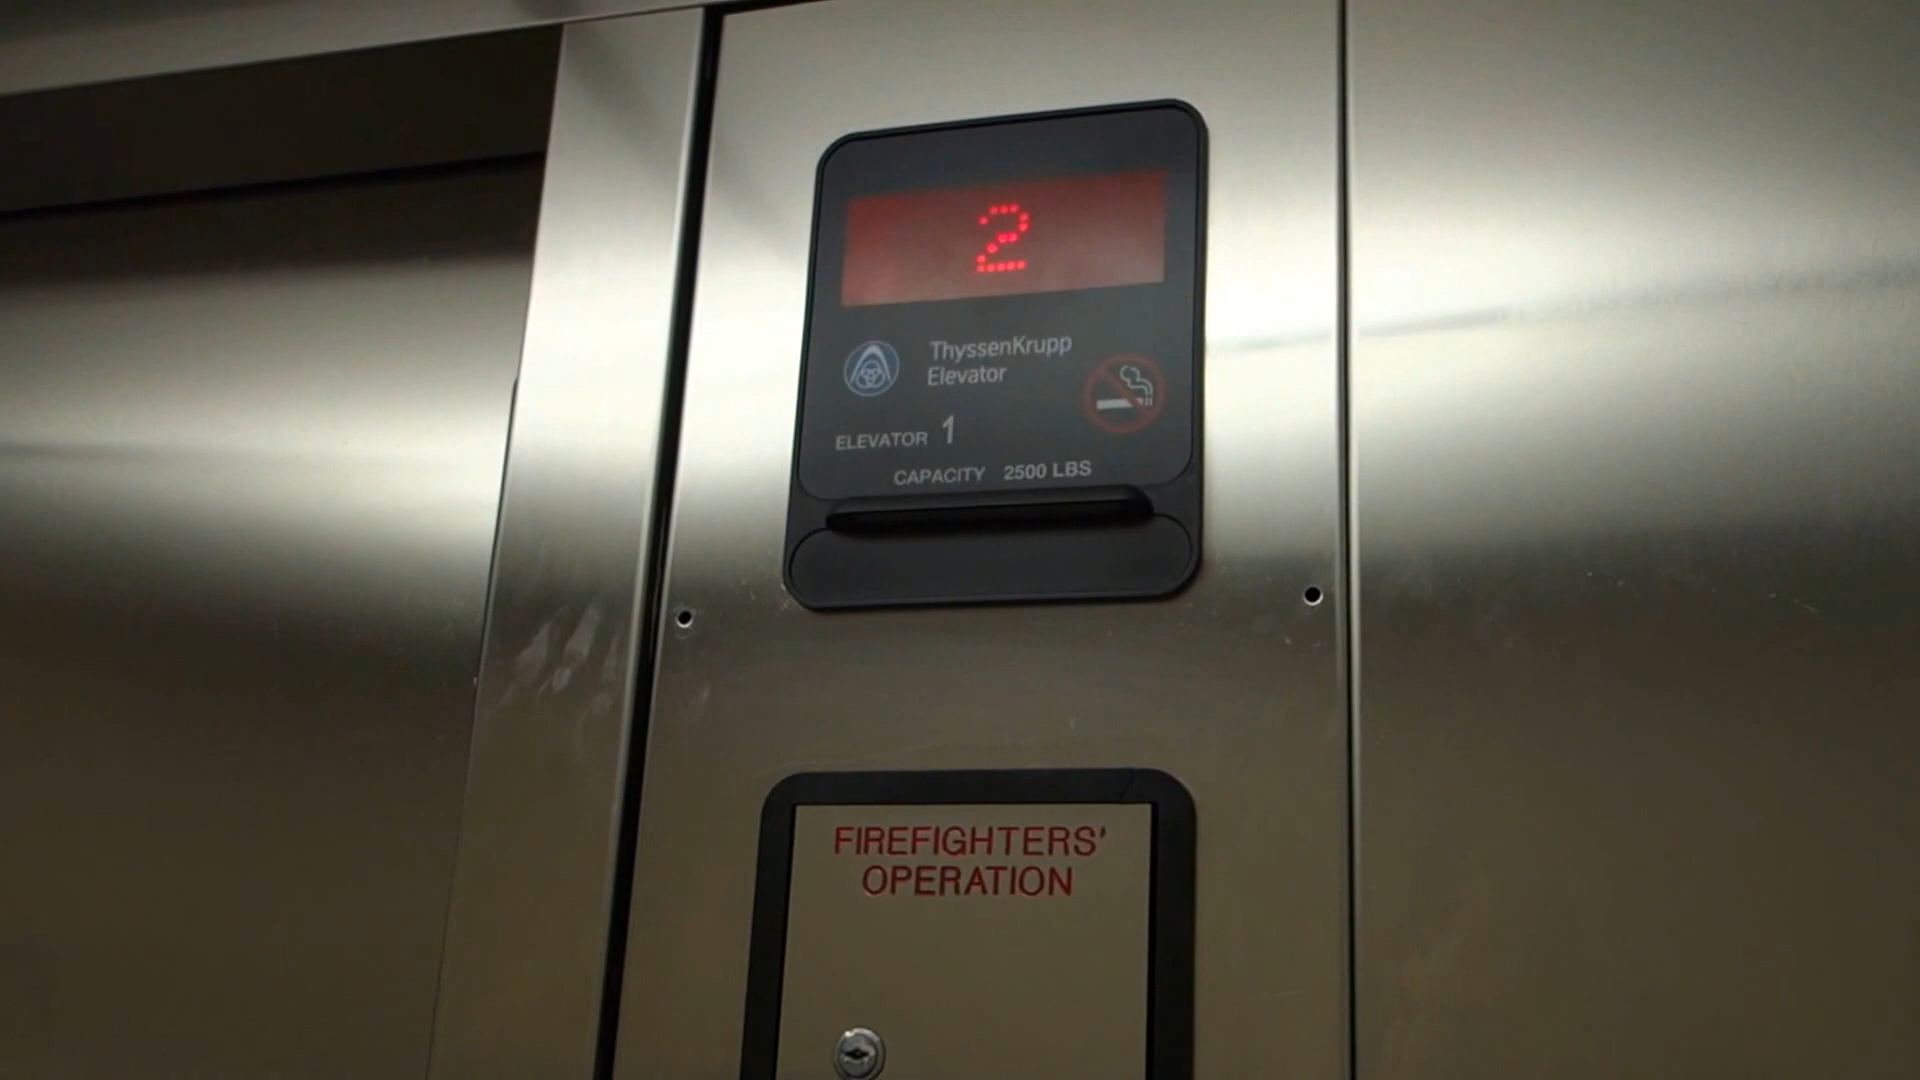 2
ThyssenKrupp
Elevator
ELEVATOR 1
CAPACITY 2500 LBS
FIREFIGHTERS'
OPERATION